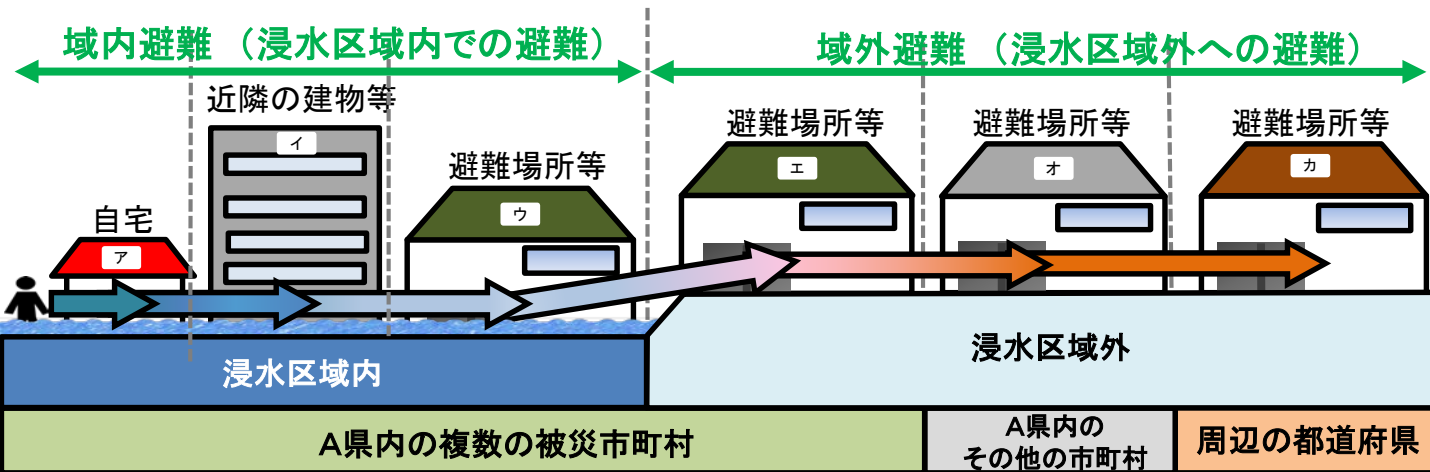 域内避難 （浸水区域内での避難）
域外避難 （浸水区域外への避難）
近隣の建物等
避難場所等
避難場所等
避難場所等
イ
避難場所等
エ
オ
カ
自宅
ウ
ア
浸水区域内
浸水区域外
A県内の複数の被災市町村
A県内の
その他の市町村
周辺の都道府県